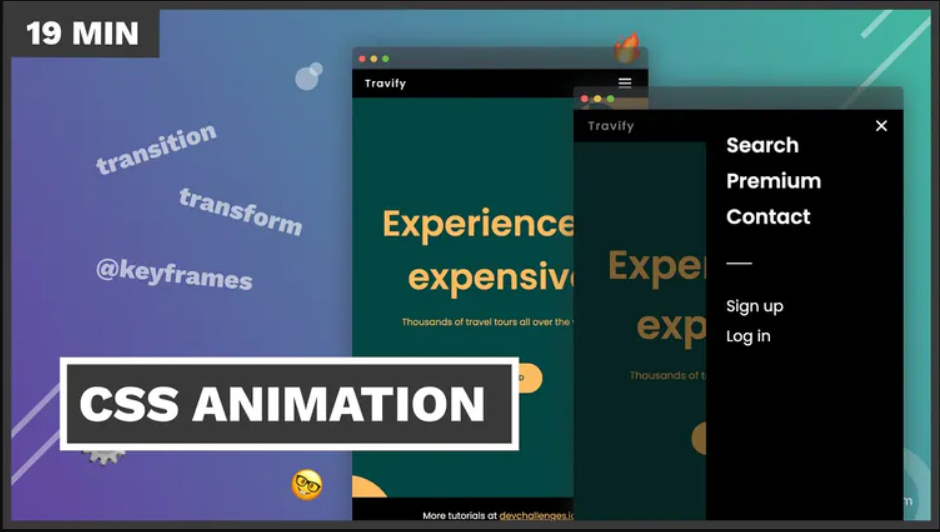 19 MIN
transition
transform
@keyframes
CSS ANIMATION
Travify
Experience
expensiv
Thousands of travel tours all over the
More tutorials at devchallenges.io
Travify
Exper
exp
Thousands of t
Search
Premium
Contact
Sign up
Log in